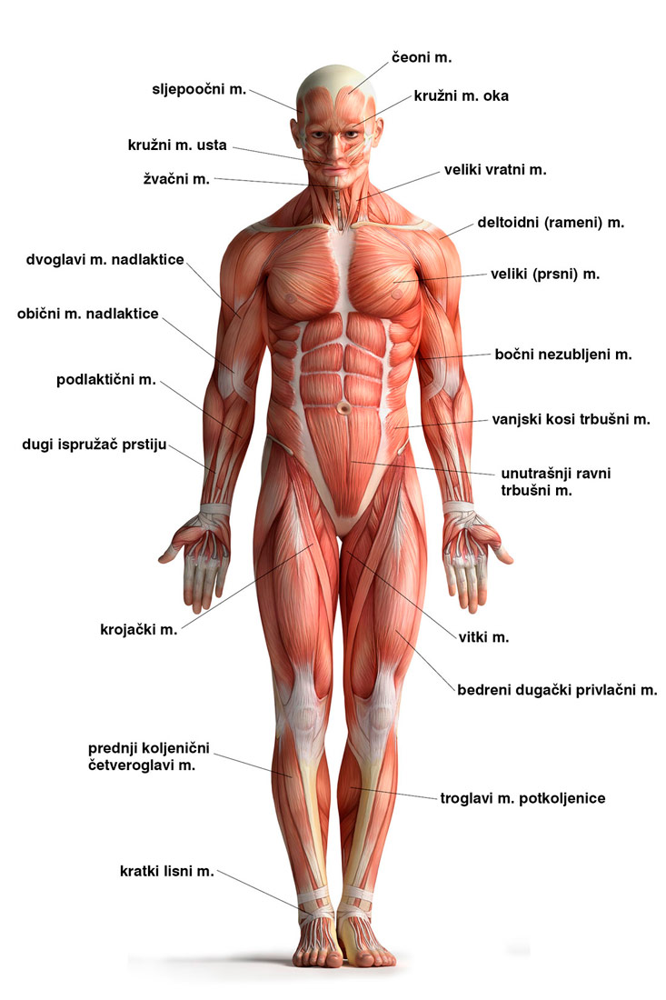 čeoni m.
sljepoočni m.
kružni m. oka
kružni m. usta
žvačni m.
veliki vratni m.
deltoidni (rameni) m.
dvoglavi m. nadlaktice
veliki (prsni) m.
obični m. nadlaktice
bočni nezubljeni m.
podlaktični m.
vanjski kosi trbušni m.
dugi ispružač prstiju
unutrašnji ravni
trbušni m.
krojački m.
vitki m.
bedreni dugački privlačni m.
prednji koljenični
četveroglavi m.
troglavi m. potkoljenice
kratki lisni m.